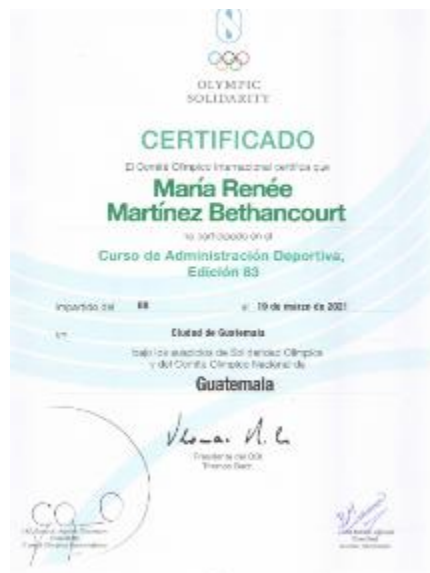 OLYMPIC
SOLIDARITY
CERTIFICADO
El Comité Olímpico Internacional certifica que
María Renée
Martínez Bethancourt
ha participado en el
Curso de Administración Deportiva,
Edición 83
Impartido del 08 al 19 de marzo de 2021
en Ciudad de Guatemala
bajo los auspicios de Solidaridad Olímpica
y del Comité Olímpico Nacional de
Guatemala
Presidente del COI
Thomas Bach